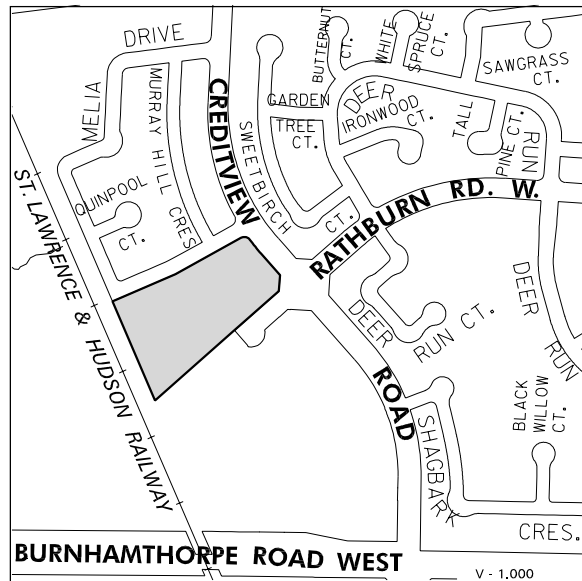 DRIVE
MELIA
MURRAY HILL CRES
QUINPOOL
CT.
CREDITVIEW
SWEETBIRCH
CT.
GARDEN
TREE
CT.
BUTTERNUT
CT.
WHITE
SPRUCE
CT.
SAWGRASS
CT.
DEER
RUN
IRONWOOD
CT.
TALL
PINE CT.
RATHBURN RD. W.
ST. LAWRENCE & HUDSON RAILWAY
DEER
RUN CT.
DEER
RUN
ROAD
SHAGBARK
CRES.
BLACK
WILLOW
CT.
BURNHAMTHORPE ROAD WEST
V - 1,000